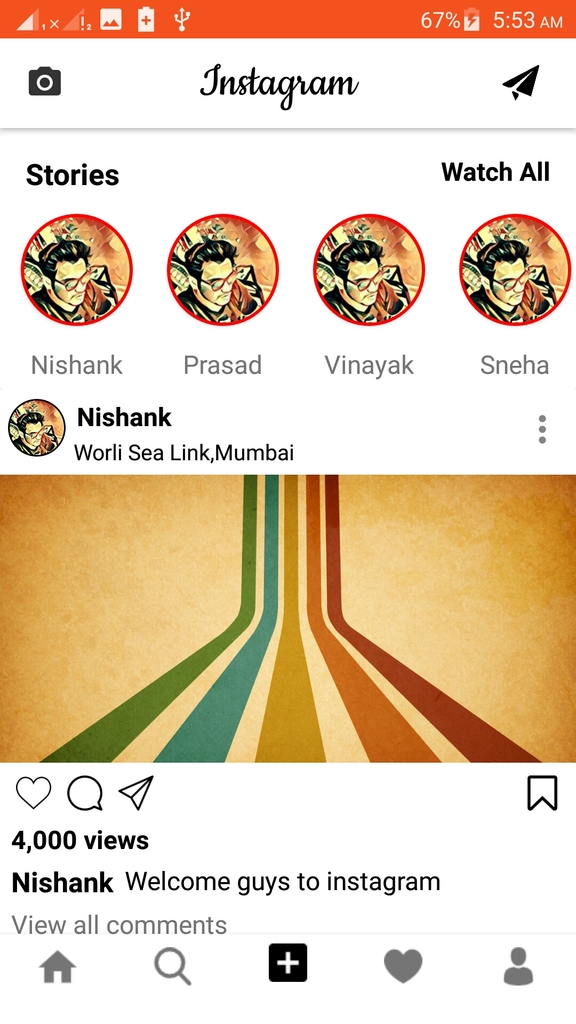 67% 5:53 AM
Instagram
Stories Watch All
Nishank Prasad Vinayak Sneha
Nishank
Worli Sea Link,Mumbai
4,000 views
Nishank Welcome guys to instagram
View all comments